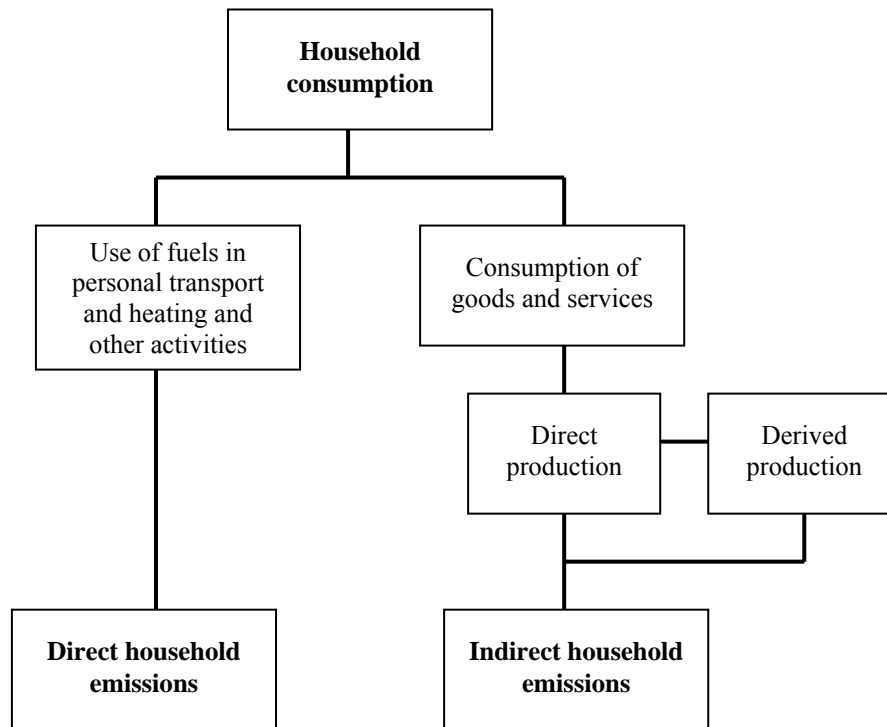 Household
consumption
Use of fuels in
personal transport
and heating and
other activities
Consumption of
goods and services
Direct
production
Derived
production
Direct household
emissions
Indirect household
emissions